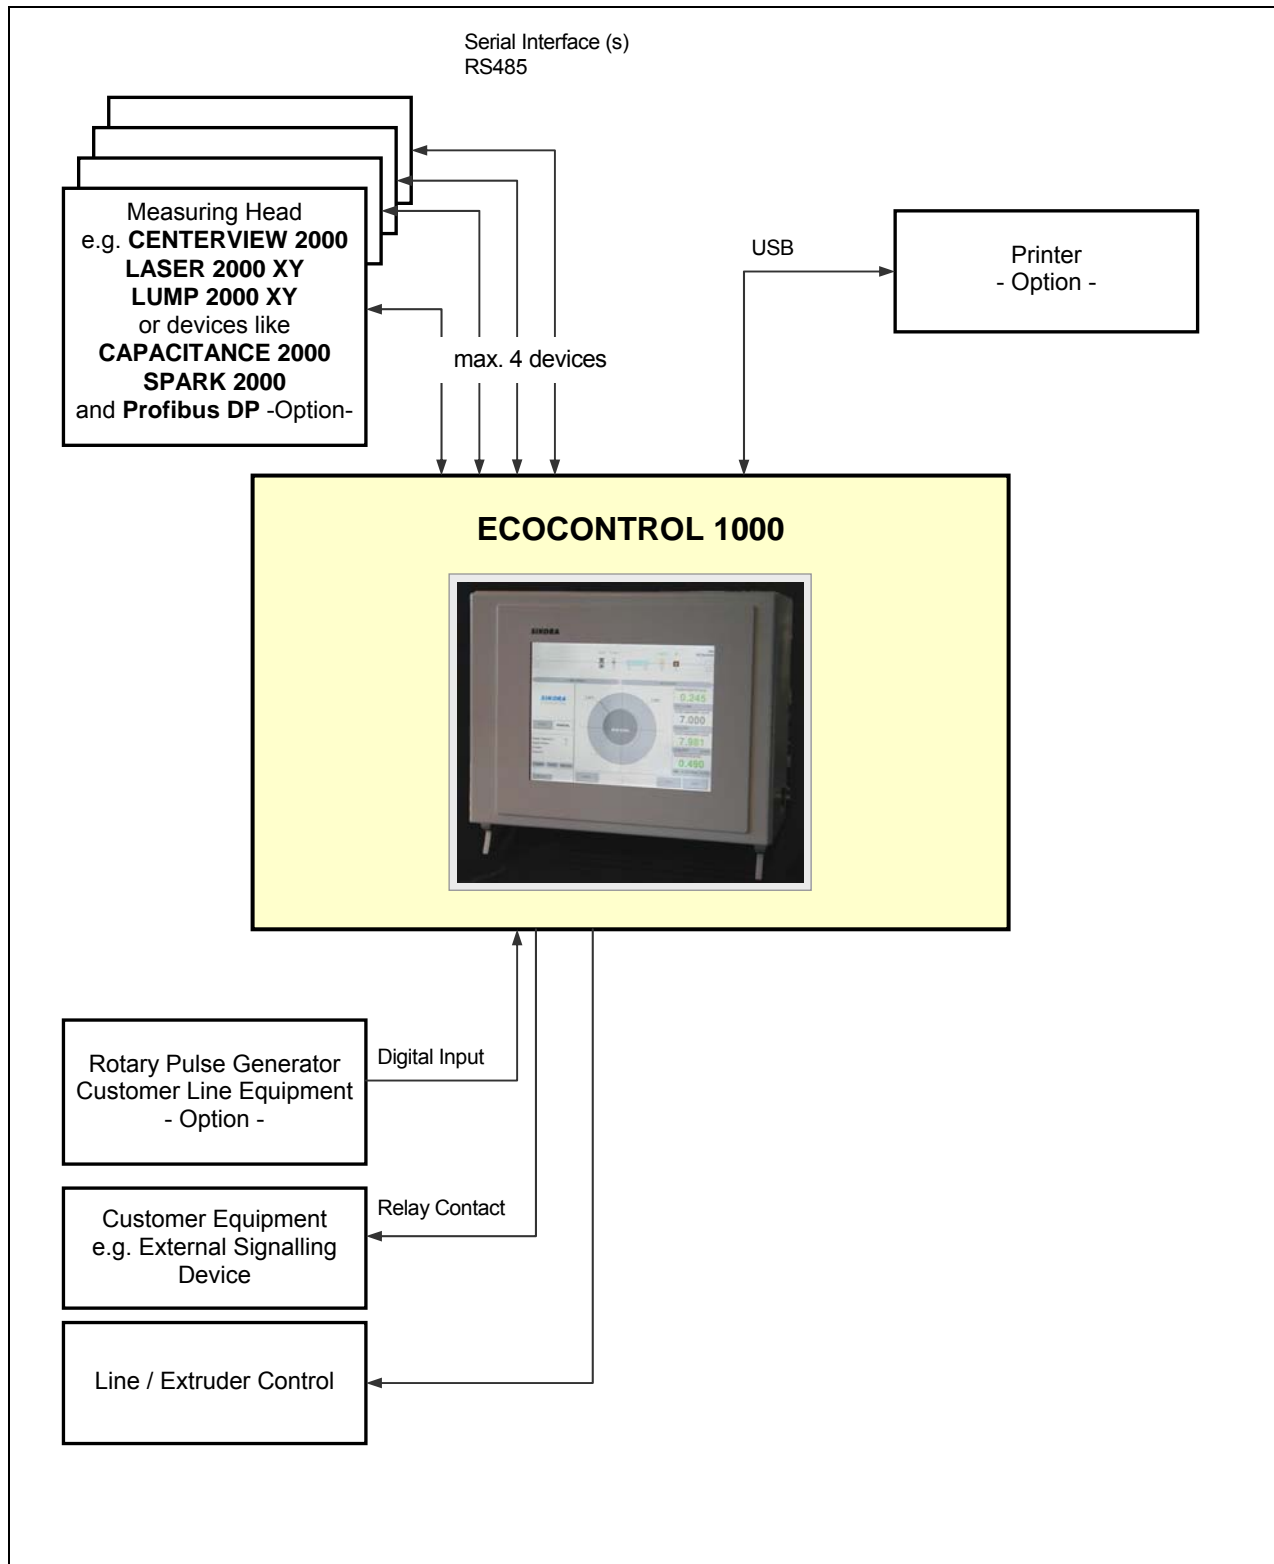 Serial Interface (s)
RS485
Measuring Head
e.g. CENTERVIEW 2000
LASER 2000 XY
LUMP 2000 XY
or devices like
CAPACITANCE 2000
SPARK 2000
and Profibus DP -Option-
max. 4 devices
USB
Printer
- Option -
ECOCONTROL 1000
SIKORA
SIKORA
0.245
7.000
7.981
0.490
Rotary Pulse Generator
Customer Line Equipment
- Option -
Digital Input
Customer Equipment
e.g. External Signalling
Device
Relay Contact
Line / Extruder Control